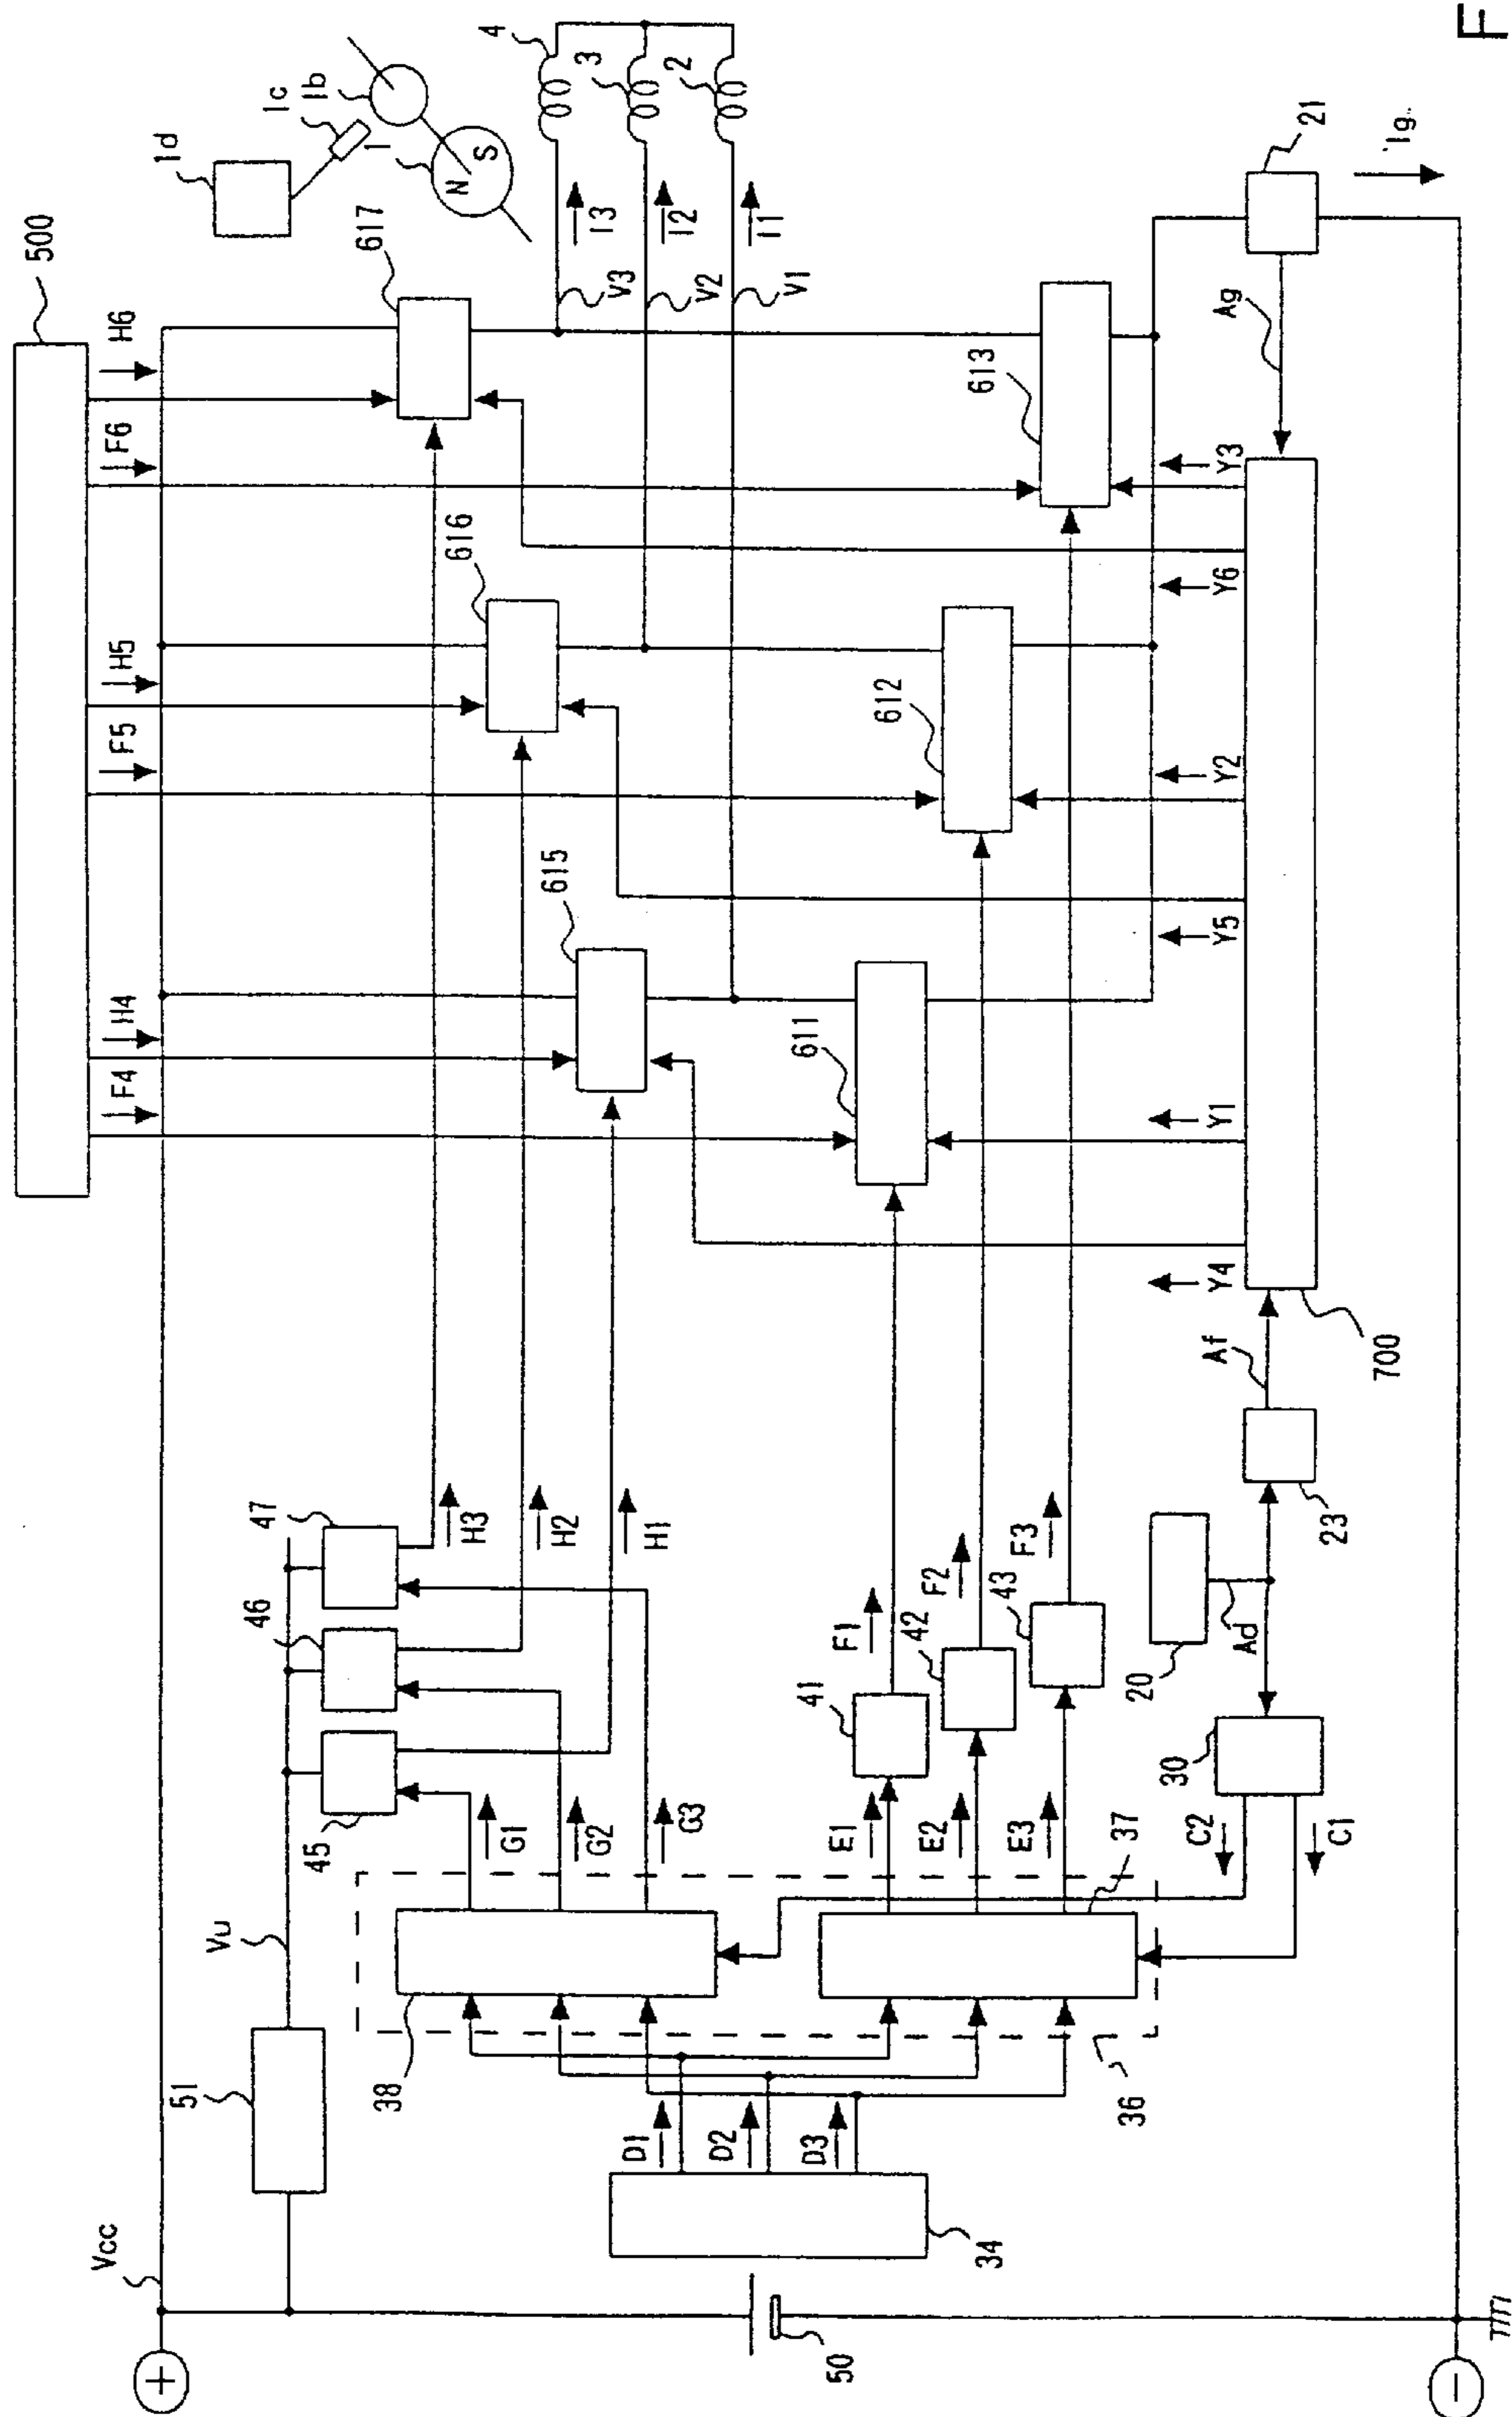 F
500
1d
1c
1b
1
N
S
4
3
2
617
H6
F6
I3
I2
I1
V3
V2
V1
21
Ig
Ag
613
Y3
616
H5
F5
612
Y6
Y2
615
H4
F4
611
Y5
Y1
Y4
700
Af
47
46
45
H3
H2
H1
F1
F2
F3
41
42
43
23
20
Ad
30
Vu
G1
G2
G3
E1
E2
E3
37
C2
C1
51
38
36
D1
D2
D3
34
Vcc
50
+
−